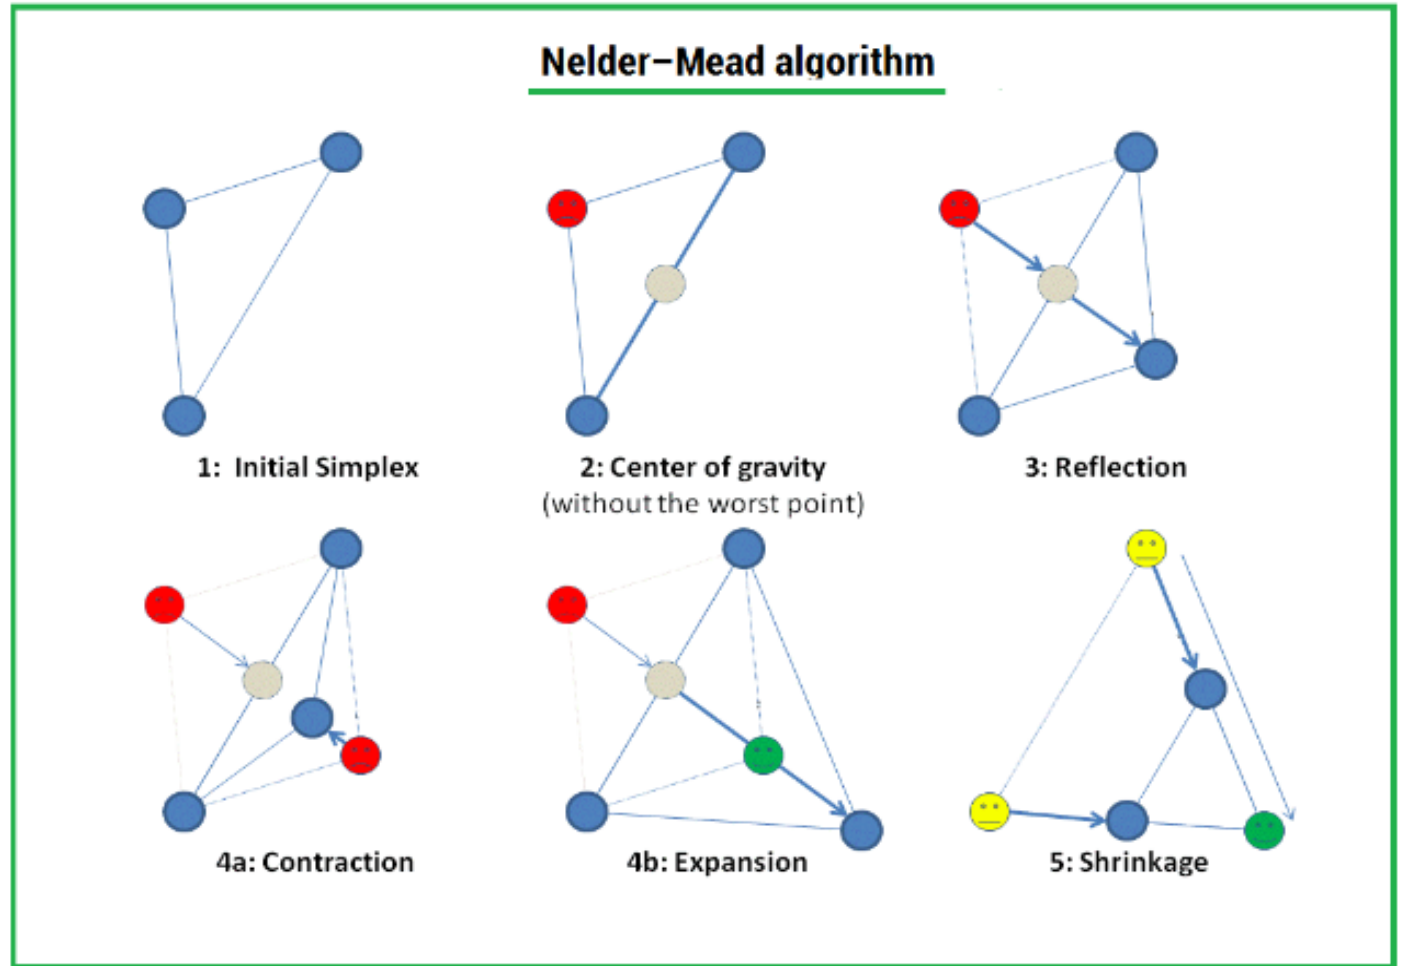 Nelder–Mead algorithm
1: Initial Simplex
2: Center of gravity
(without the worst point)
3: Reflection
4a: Contraction
4b: Expansion
5: Shrinkage